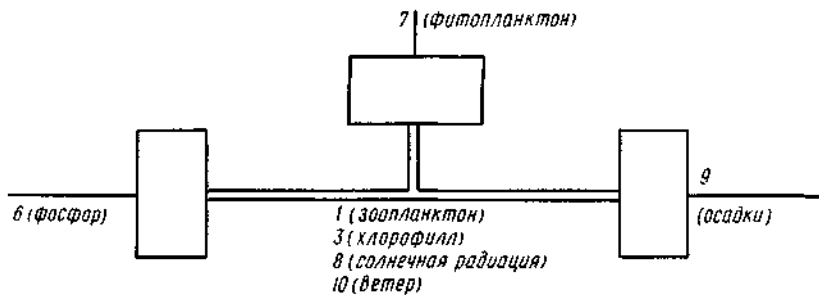 7 (фитопланктон)
9
6 (фосфор)
1 (зоопланктон)
(осадки)
3 (хлорофилл)
8 (солнечная радиация)
10 (ветер)